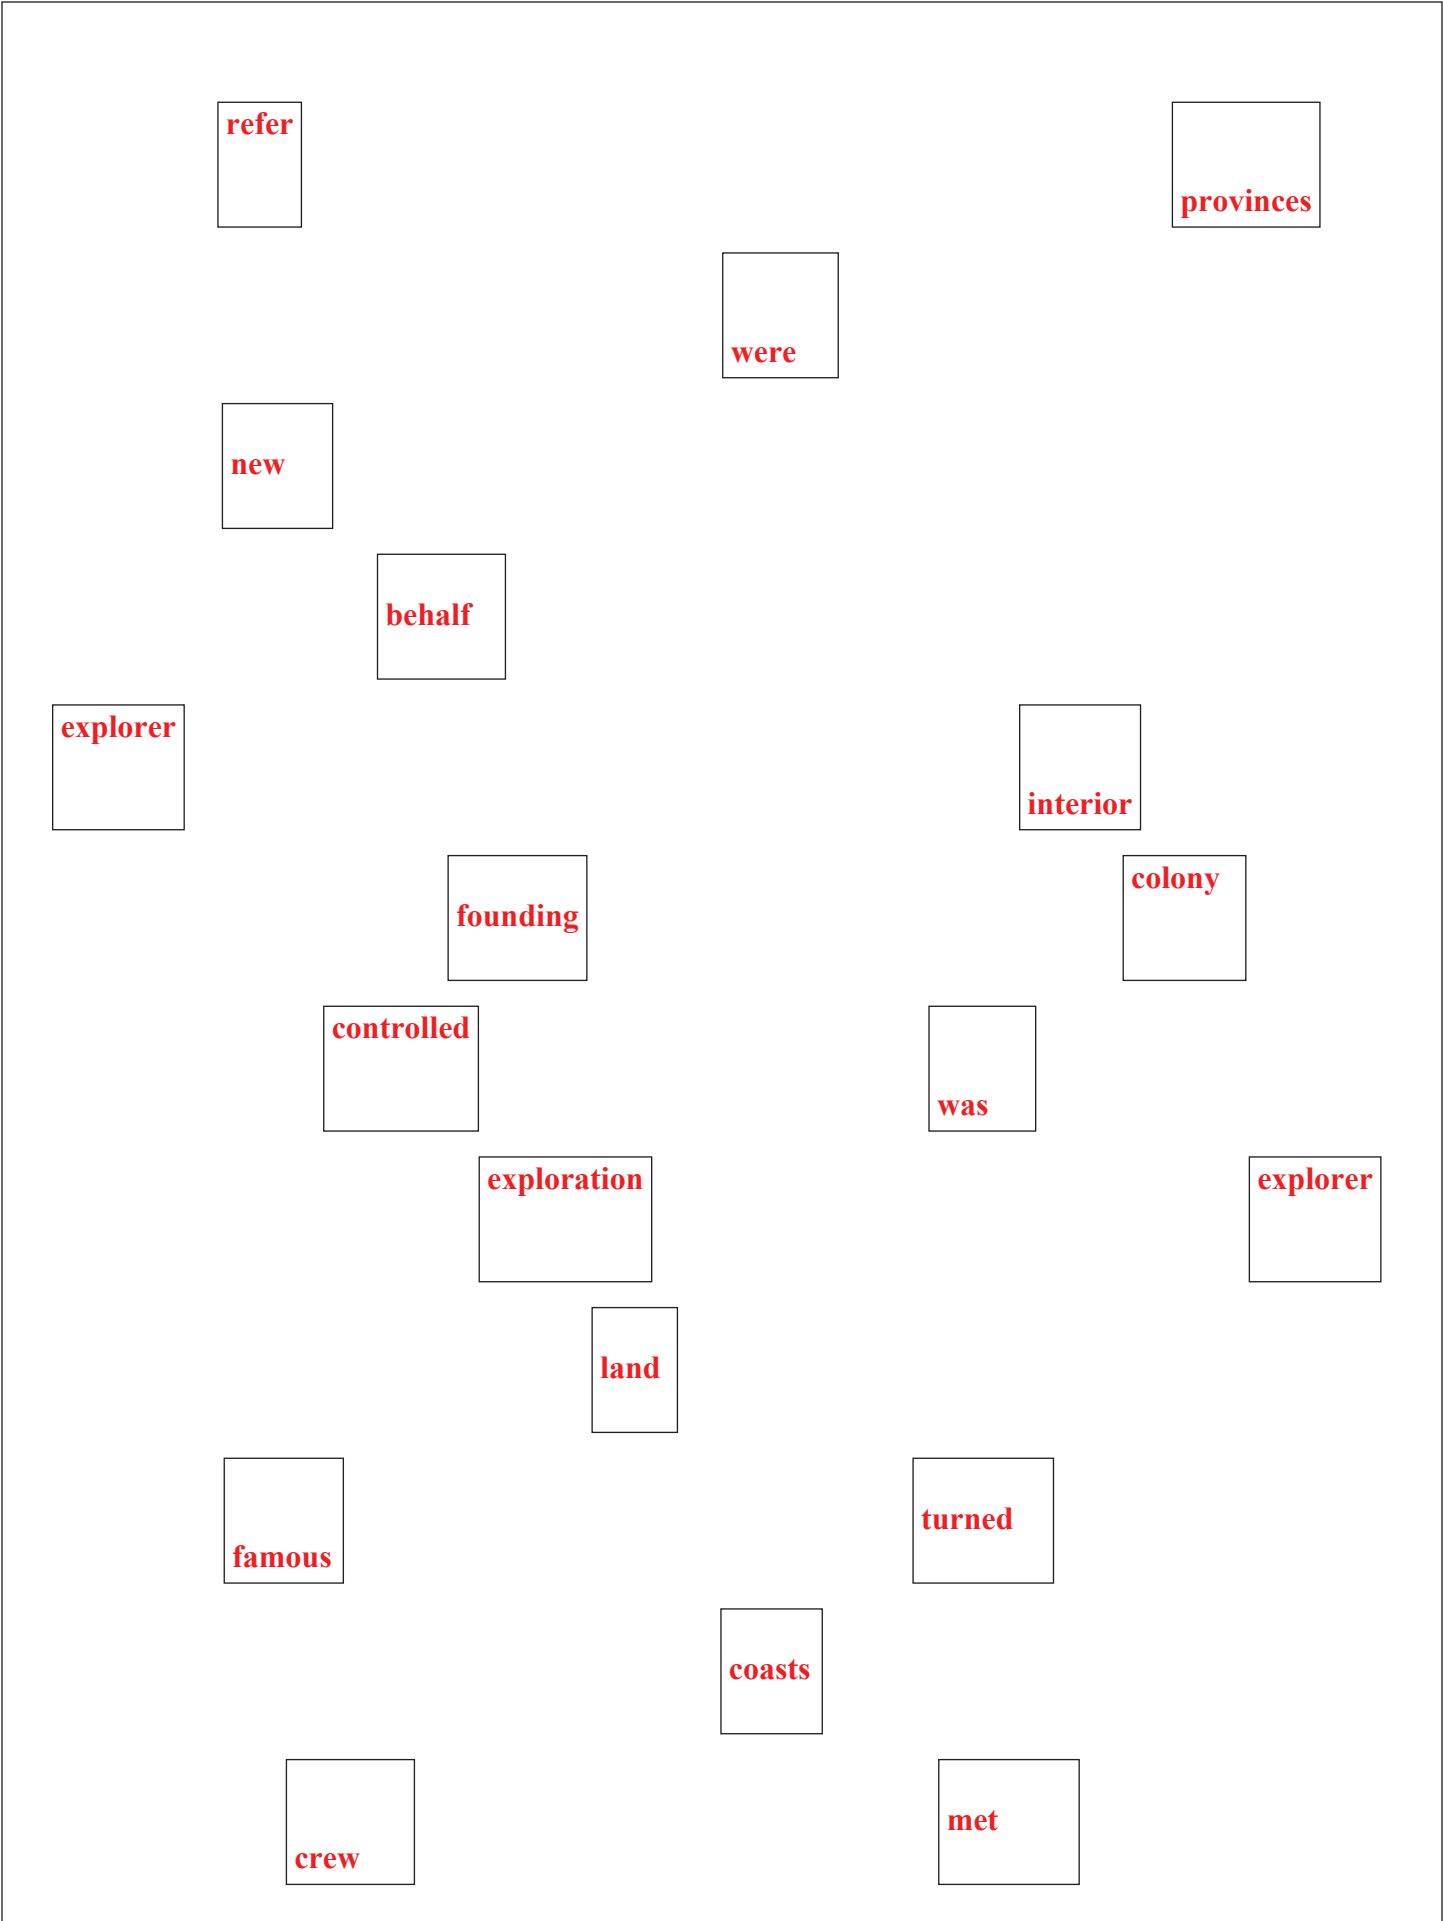 refer
provinces
were
new
behalf
explorer
interior
founding
colony
controlled
was
exploration
explorer
land
famous
turned
coasts
crew
met